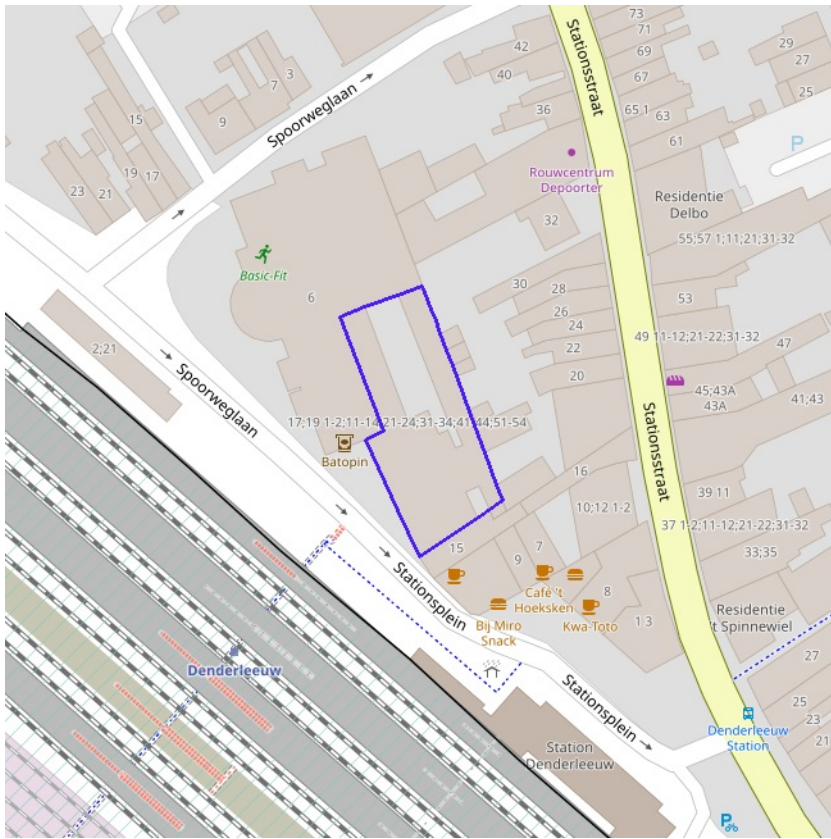 73
71
69
67
65 1
63
61
42
40
36
3
7
9
15
19
17
21
23
Spoorweglaan
Stationsstraat
29
27
25
P
Rouwcentrum
Depoorter
32
Residentie
Delbo
55;57 1;11;21;31-32
Basic-Fit
6
30
28
26
24
22
20
53
49 11-12;21-22;31-32
47
45;43A
43A
41;43
2;21
Spoorweglaan
17;19 1-2;11-14;21-24;31-34;41-44;51-54
Batopin
Stationsstraat
16
10;12 1-2
39 11
37 1-2;11-12;21-22;31-32
33;35
15
9
7
8
1 3
Café 't
Hoeksken
Bij Miro
Snack
Kwa-Toto
Stationsplein
Residentie
't Spinnewiel
Denderleeuw
Stationsplein
Station
Denderleeuw
27
25
23
21
Denderleeuw
Station
P